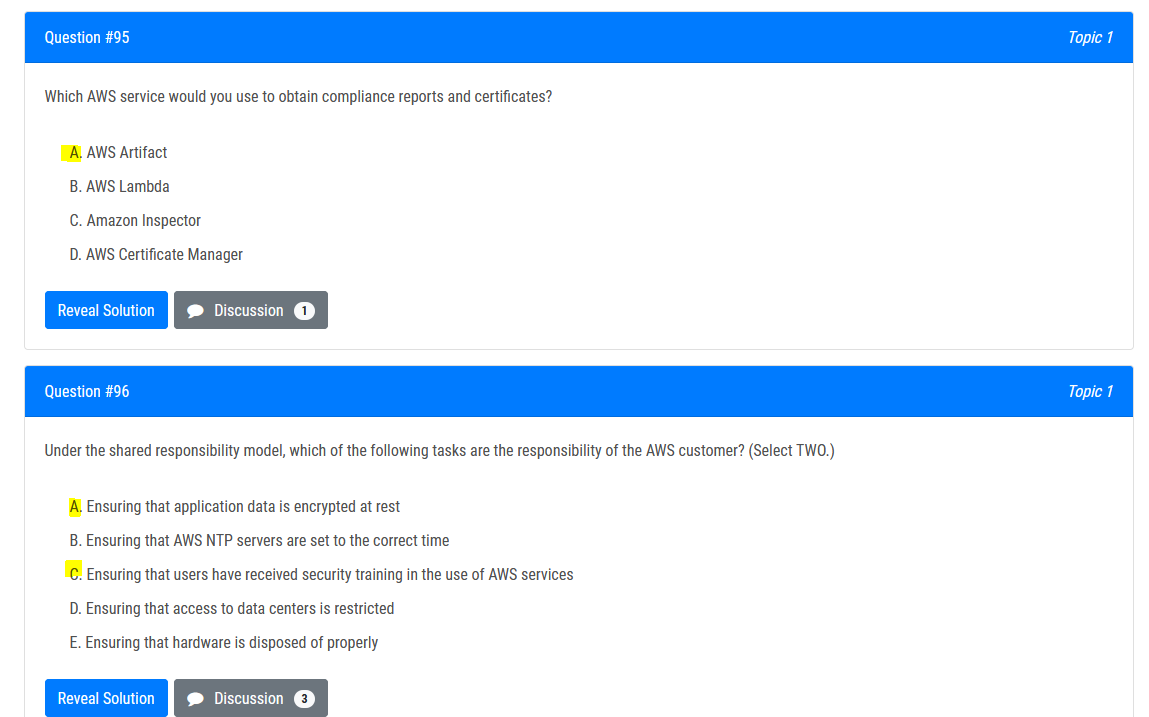 Question #95
Topic 1
Which AWS service would you use to obtain compliance reports and certificates?
A. AWS Artifact
B. AWS Lambda
C. Amazon Inspector
D. AWS Certificate Manager
Reveal Solution
Discussion 1
Question #96
Topic 1
Under the shared responsibility model, which of the following tasks are the responsibility of the AWS customer? (Select TWO.)
A. Ensuring that application data is encrypted at rest
B. Ensuring that AWS NTP servers are set to the correct time
C. Ensuring that users have received security training in the use of AWS services
D. Ensuring that access to data centers is restricted
E. Ensuring that hardware is disposed of properly
Reveal Solution
Discussion 3